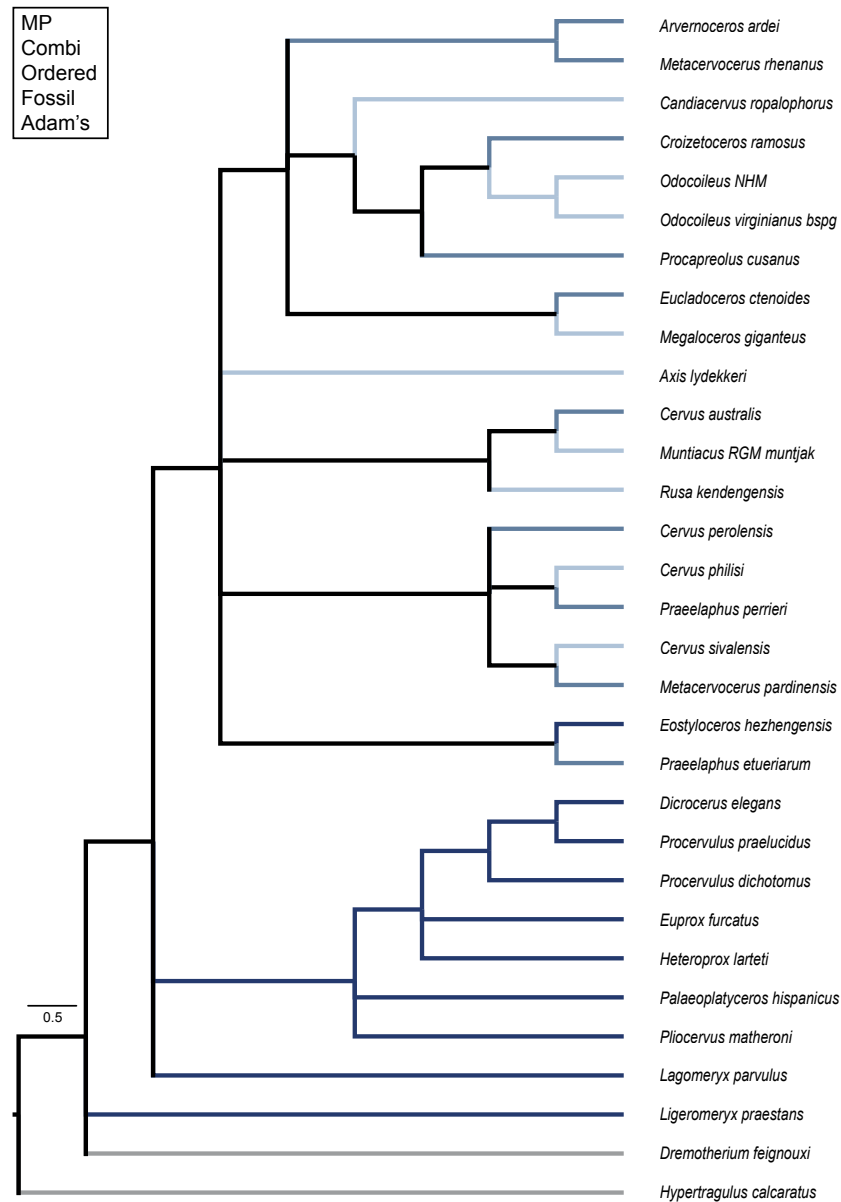 MP
Combi
Ordered
Fossil
Adam's
Arvernoceros ardei
Metacervocerus rhenanus
Candiacervus ropalophorus
Croizetoceros ramosus
Odocoileus NHM
Odocoileus virginianus bspg
Procapreolus cusanus
Eucladoceros ctenoides
Megaloceros giganteus
Axis lydekkeri
Cervus australis
Muntiacus RGM muntjak
Rusa kendengensis
Cervus perolensis
Cervus philisi
Praeelaphus perrieri
Cervus sivalensis
Metacervocerus pardinensis
Eostyloceros hezhengensis
Praeelaphus etueriarum
Dicrocerus elegans
Procervulus praelucidus
Procervulus dichotomus
Euprox furcatus
Heteroprox larteti
Palaeoplatyceros hispanicus
Pliocervus matheroni
Lagomeryx parvulus
Ligeromeryx praestans
Dremotherium feignouxi
Hypertragulus calcaratus
0.5